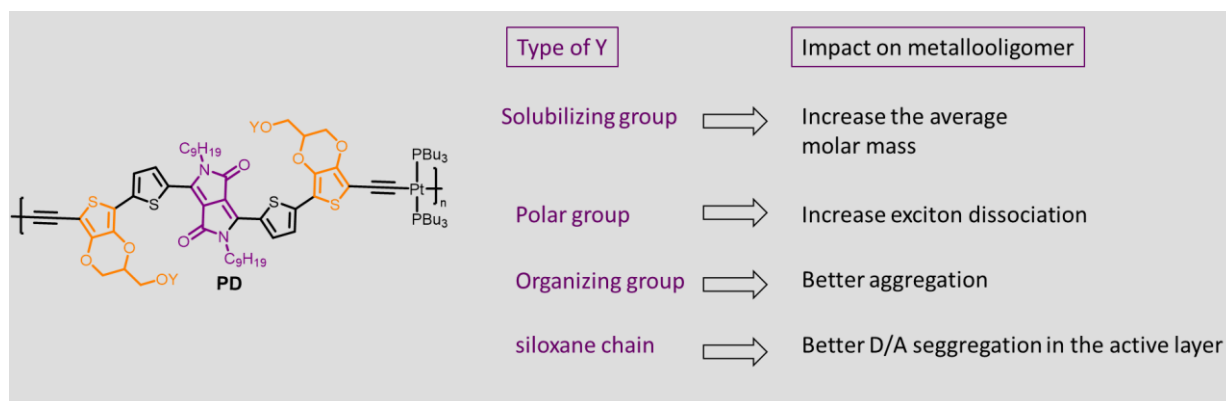 Type of Y
Impact on metallooligomer
Solubilizing group
Increase the average
molar mass
Polar group
Increase exciton dissociation
Organizing group
Better aggregation
siloxane chain
Better D/A seggregation in the active layer
YO
C9H19
O
O
O
PBu3
N
O
S
S
Pt
n
S
S
PBu3
O
N
O
O
C9H19
OY
PD